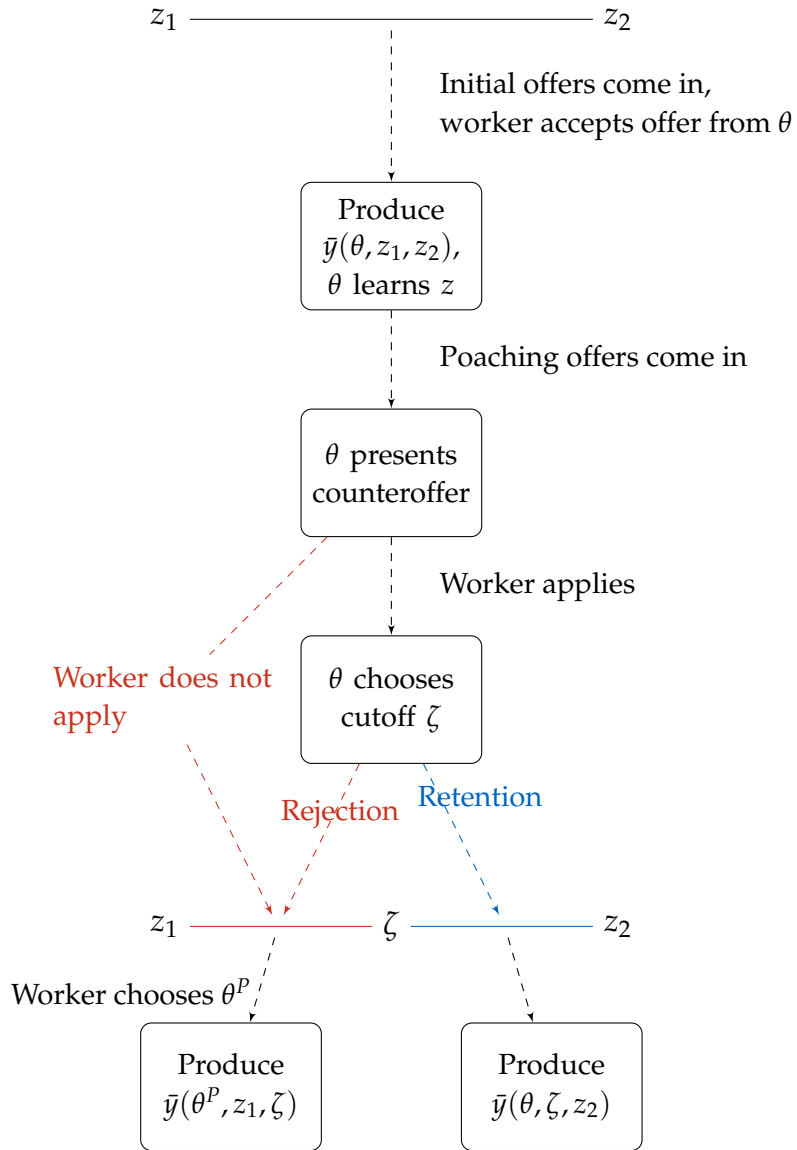 z₁ z₂
Initial offers come in,
worker accepts offer from θ
Produce
ȳ(θ, z₁, z₂),
θ learns z
Poaching offers come in
θ presents
counteroffer
Worker applies
Worker does not
apply
θ chooses
cutoff ζ
Rejection
Retention
z₁ ζ z₂
Worker chooses θᴾ
Produce
ȳ(θᴾ, z₁, ζ)
Produce
ȳ(θ, ζ, z₂)